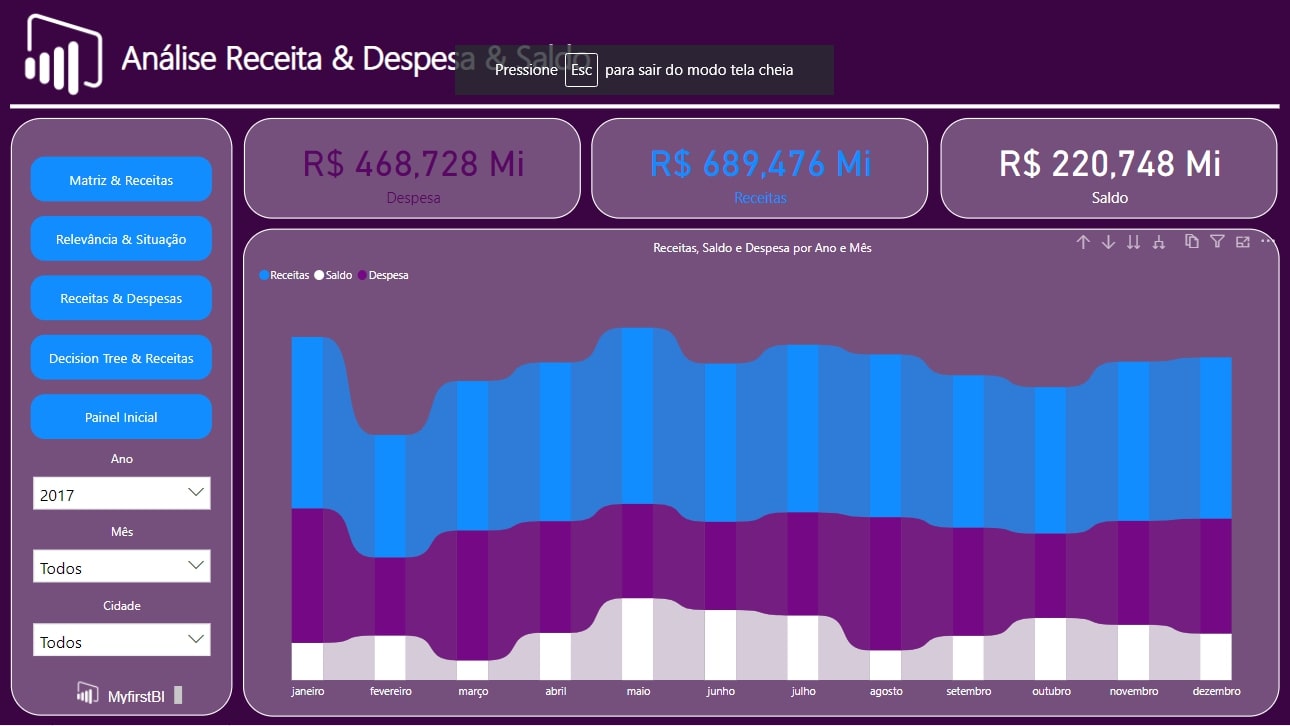 Análise Receita & Despesa & Saldo
Pressione Esc para sair do modo tela cheia
Matriz & Receitas
Relevância & Situação
Receitas & Despesas
Decision Tree & Receitas
Painel Inicial
Ano
2017
Mês
Todos
Cidade
Todos
MyfirstBI
R$ 468,728 Mi
Despesa
R$ 689,476 Mi
Receitas
R$ 220,748 Mi
Saldo
Receitas, Saldo e Despesa por Ano e Mês
Receitas Saldo Despesa
janeiro fevereiro março abril maio junho julho agosto setembro outubro novembro dezembro